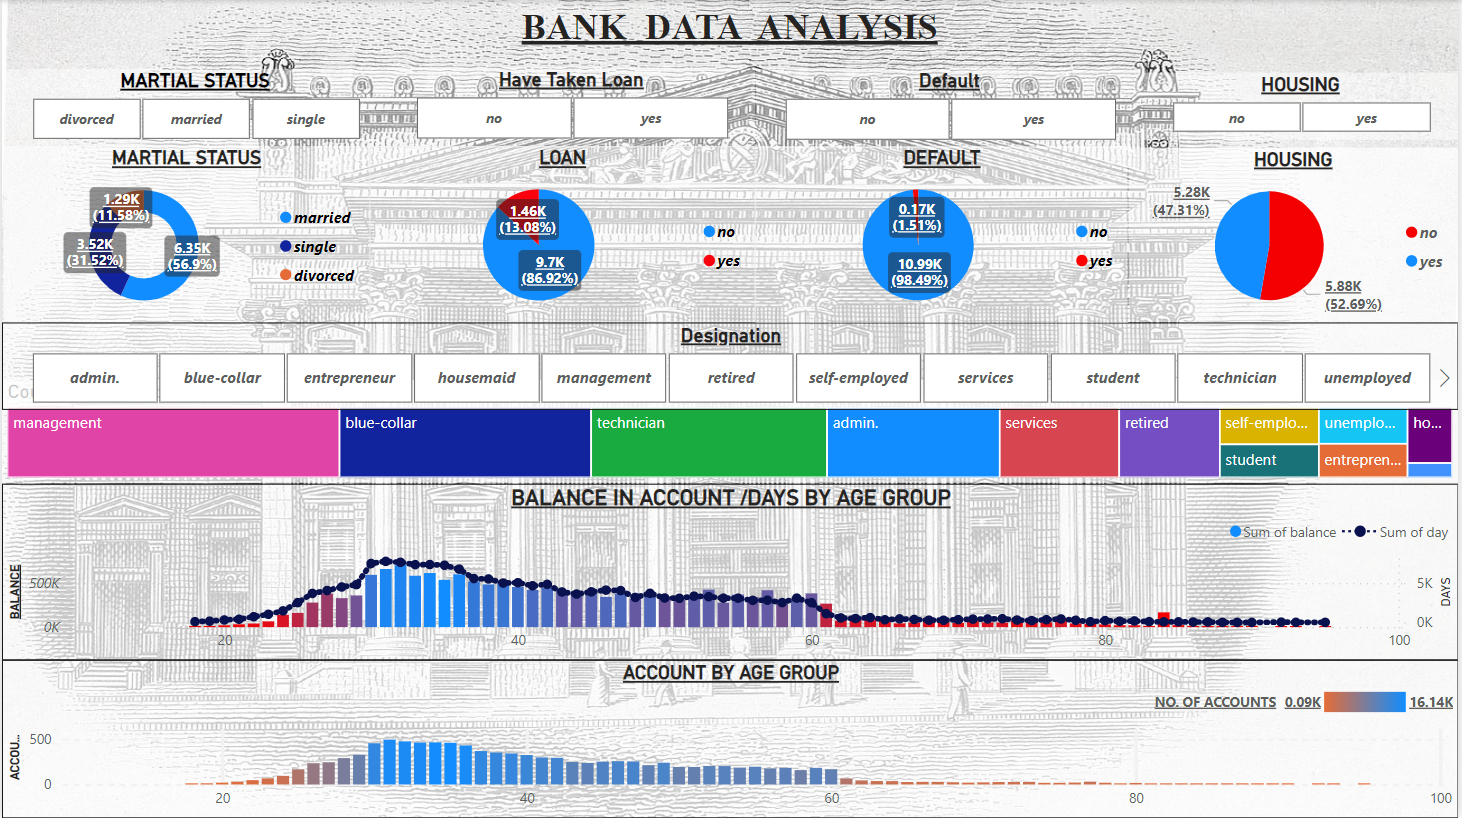 BANK DATA ANALYSIS
MARTIAL STATUS
Have Taken Loan
Default
HOUSING
divorced married single
no yes
no yes
no yes
MARTIAL STATUS
1.29K
(11.58%)
3.52K
(31.52%)
6.35K
(56.9%)
married
single
divorced
LOAN
1.46K
(13.08%)
9.7K
(86.92%)
no
yes
DEFAULT
0.17K
(1.51%)
10.99K
(98.49%)
no
yes
HOUSING
5.28K
(47.31%)
5.88K
(52.69%)
no
yes
Designation
admin. blue-collar entrepreneur housemaid management retired self-employed services student technician unemployed
Cou
management blue-collar technician admin. services retired self-emplo... unemplo... ho...
student entrepren...
BALANCE IN ACCOUNT /DAYS BY AGE GROUP
Sum of balance Sum of day
BALANCE
500K
0K
20 40 60 80 100
5K
0K
DAYS
ACCOUNT BY AGE GROUP
NO. OF ACCOUNTS 0.09K 16.14K
ACCOU...
500
0
20 40 60 80 100